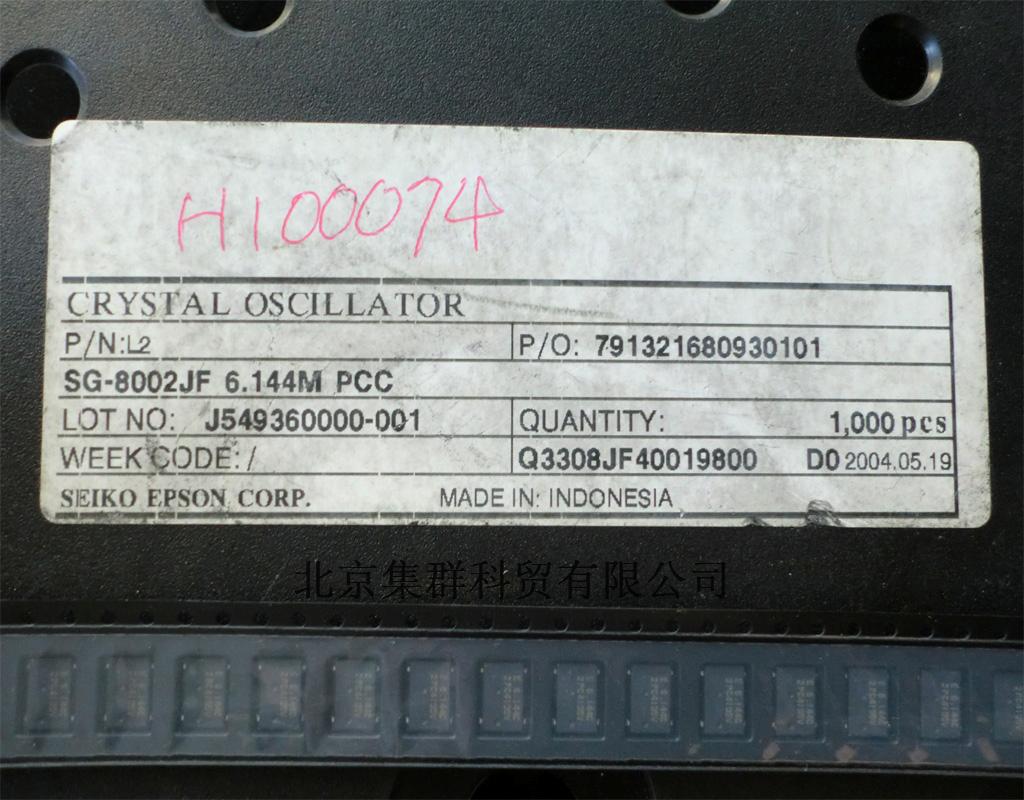 H100074
CRYSTAL OSCILLATOR
P/N:L2 P/O: 791321680930101
SG-8002JF 6.144M PCC
LOT NO: J549360000-001 QUANTITY: 1,000 pcs
WEEK CODE: / Q3308JF40019800 D0 2004.05.19
SEIKO EPSON CORP. MADE IN: INDONESIA
北京集群科贸有限公司